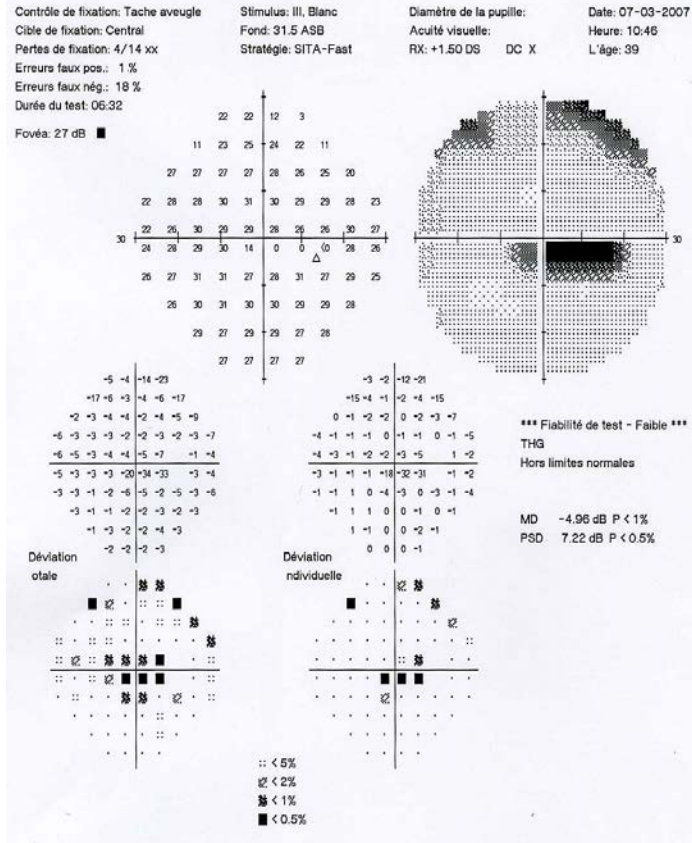 Contrôle de fixation: Tache aveugle
Cible de fixation: Central
Pertes de fixation: 4/14 xx
Erreurs faux pos.: 1 %
Erreurs faux nég.: 18 %
Durée du test: 06:32
Fovéa: 27 dB
Stimulus: III, Blanc
Fond: 31.5 ASB
Stratégie: SITA-Fast
Diamètre de la pupille:
Acuité visuelle:
RX: +1.50 DS DC X
Date: 07-03-2007
Heure: 10:46
L'âge: 39
22 22 12 3
11 23 25 24 22 11
27 27 27 27 28 26 25 20
22 28 28 30 31 30 29 29 28 23
22 26 30 29 29 28 26 26 30 27
30 30
24 28 29 30 14 0 0 0 28 26
26 27 31 31 27 28 31 27 29 25
26 30 31 30 30 29 29 28
29 27 29 29 27 28
27 27 27 27
-5 -4 -14 -23
-17 -6 -3 -4 -6 -17
-2 -3 -4 -4 -2 -4 -5 -9
-6 -3 -3 -3 -2 -3 -2 -3 -7
-6 -5 -3 -4 -4 -5 -7 -1 -4
-5 -3 -3 -3 -20 -34 -33 -3 -4
-3 -3 -1 -2 -6 -5 -2 -5 -3 -6
-3 -1 -1 -2 -2 -3 -2 -3
-1 -3 -2 -2 -4 -3
-2 -2 -2 -3
-3 -2 -12 -21
-15 -4 -1 -2 -4 -15
0 -1 -2 -2 0 -2 -3 -7
-4 -1 -1 -1 0 -1 -1 0 -1 -5
-4 -3 -1 -2 -2 -3 -5 1 -2
-3 -1 -1 -1 -18 -32 -31 -1 -2
-1 -1 1 0 -4 -3 0 -3 -1 -4
-1 1 1 0 0 -1 0 -1
1 -1 0 0 -2 -1
0 0 0 -1
*** Fiabilité de test - Faible ***
THG
Hors limites normales
MD -4.96 dB P < 1%
PSD 7.22 dB P < 0.5%
Déviation
otale
Déviation
ndividuelle
< 5%
< 2%
< 1%
< 0.5%